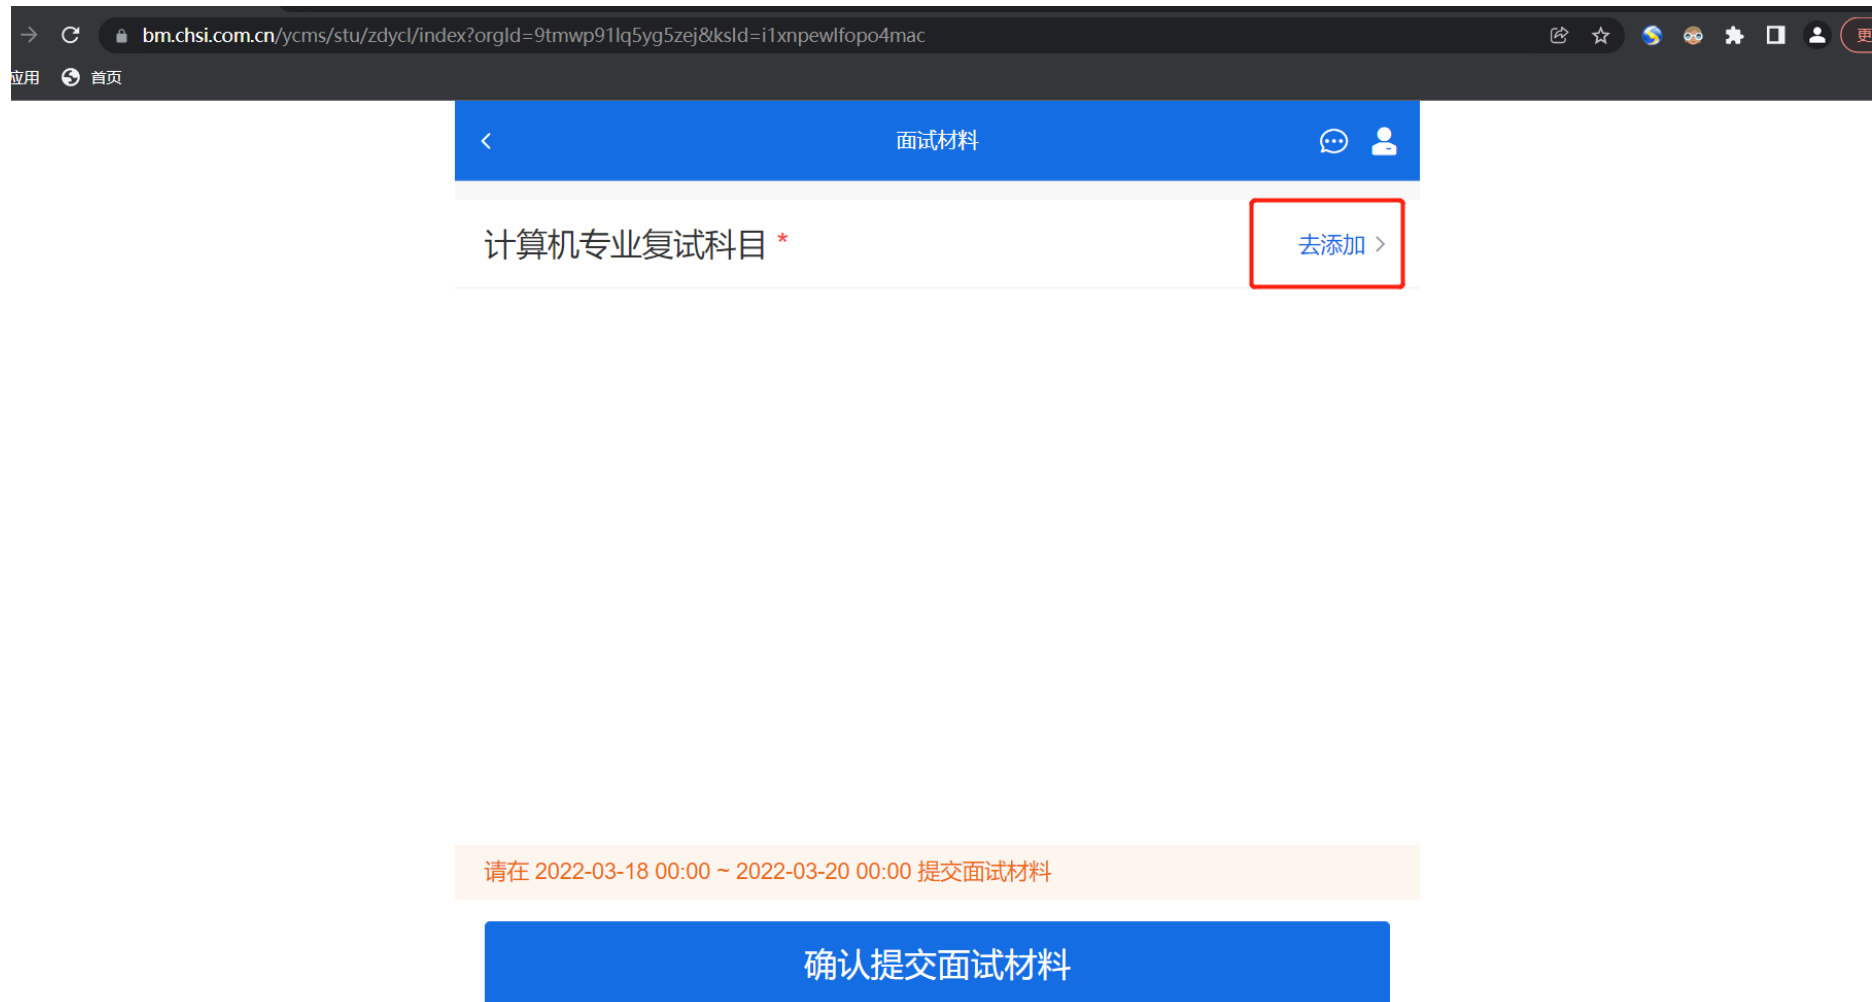 bm.chsi.com.cn/ycms/stu/zdycl/index?orgId=9tmwp91lq5yg5zej&ksId=i1xnpewlfopo4mac
更
应用 首页
面试材料
计算机专业复试科目 *
去添加 >
请在 2022-03-18 00:00 ~ 2022-03-20 00:00 提交面试材料
确认提交面试材料